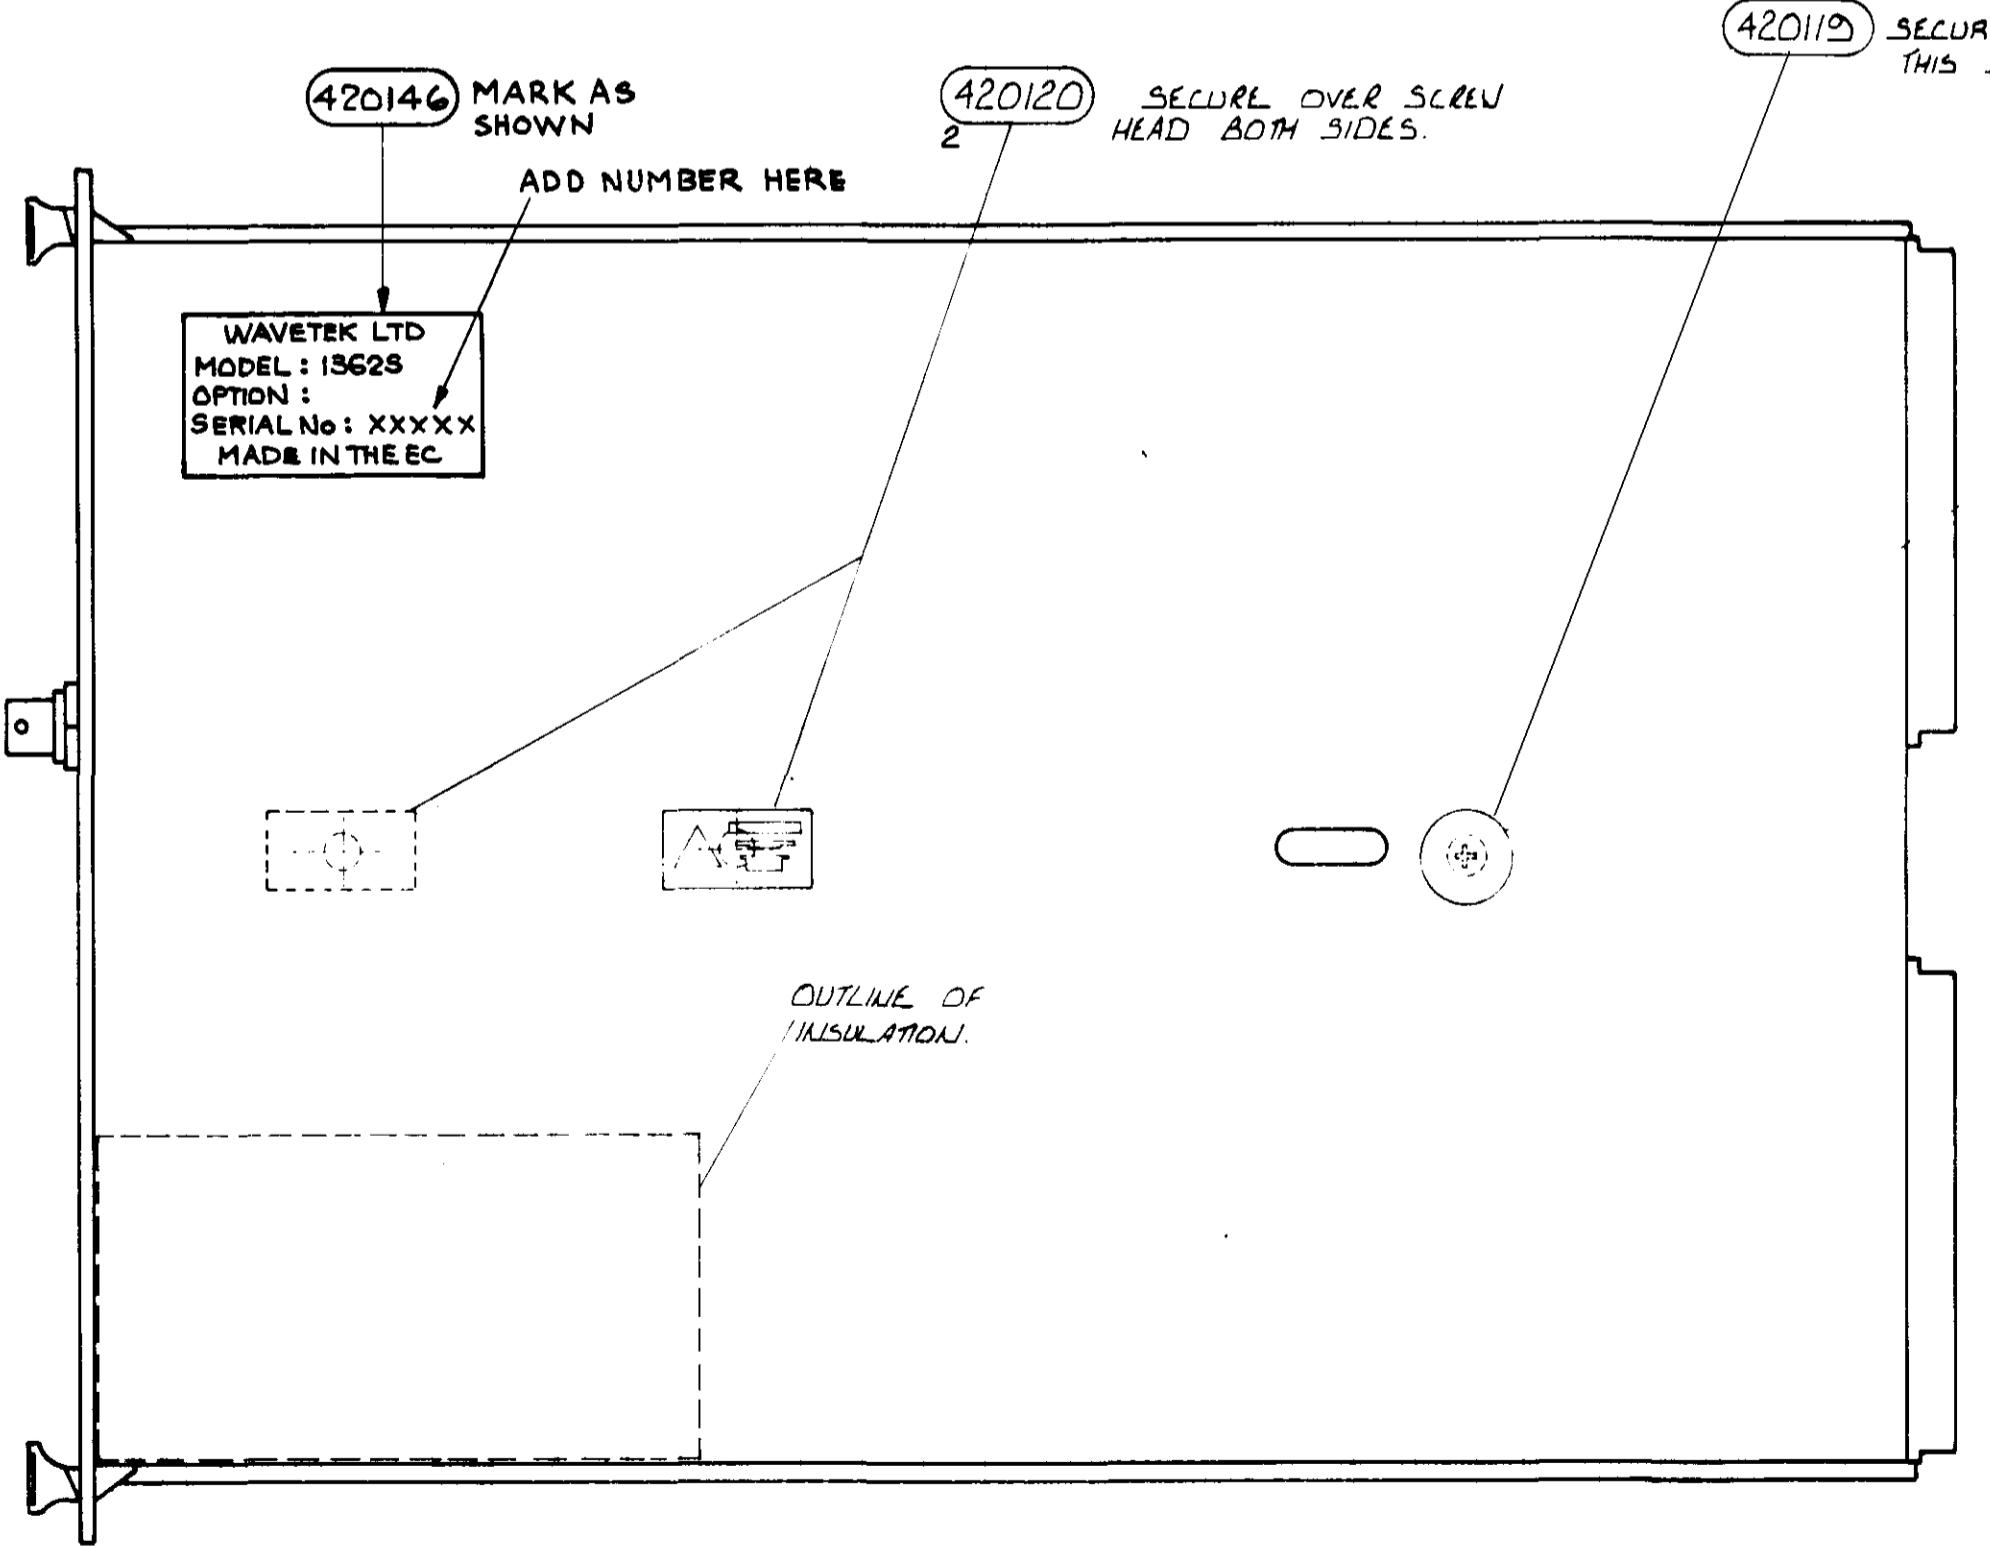 420119 SECUR
THIS
420146 MARK AS
SHOWN
420120 SECURE OVER SCREW
2 HEAD BOTH SIDES.
ADD NUMBER HERE
WAVETEK LTD
MODEL : 1362S
OPTION :
SERIAL No : XXXXX
MADE IN THE EC
OUTLINE OF
INSULATION.